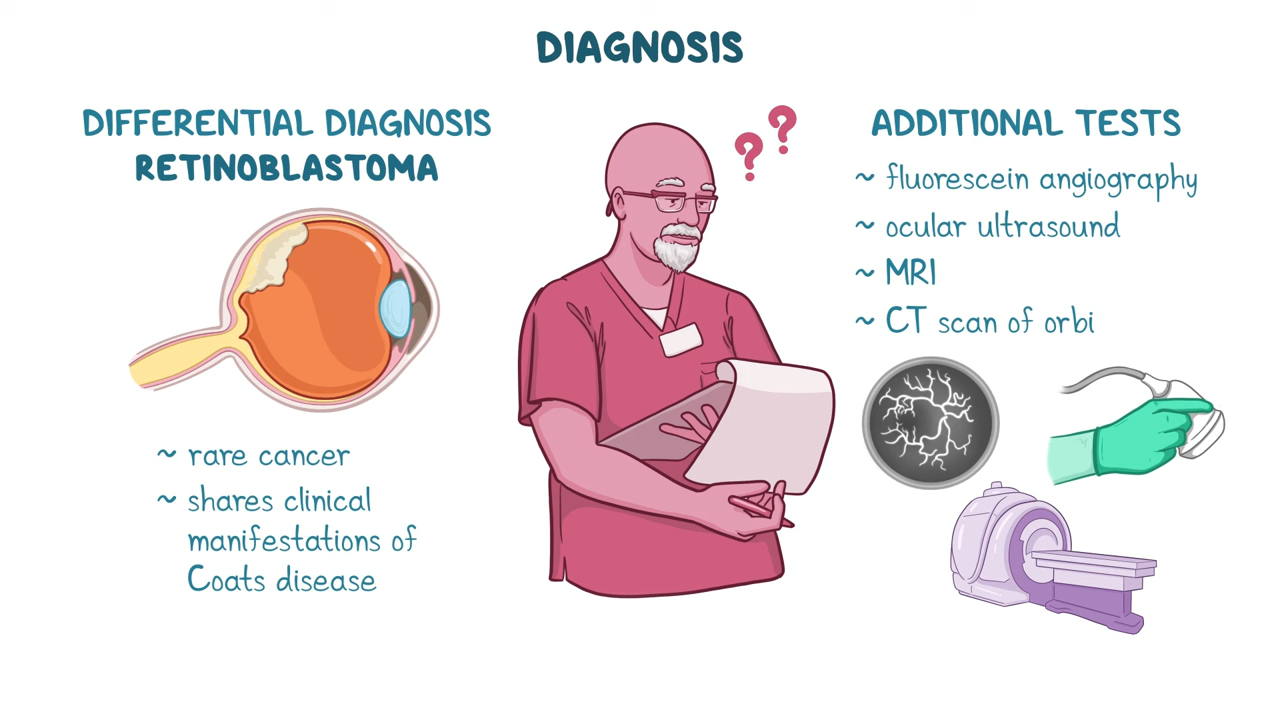 DIAGNOSIS
DIFFERENTIAL DIAGNOSIS
RETINOBLASTOMA
~ rare cancer
~ shares clinical
manifestations of
Coats disease
? ?
ADDITIONAL TESTS
~ fluorescein angiography
~ ocular ultrasound
~ MRI
~ CT scan of orbi